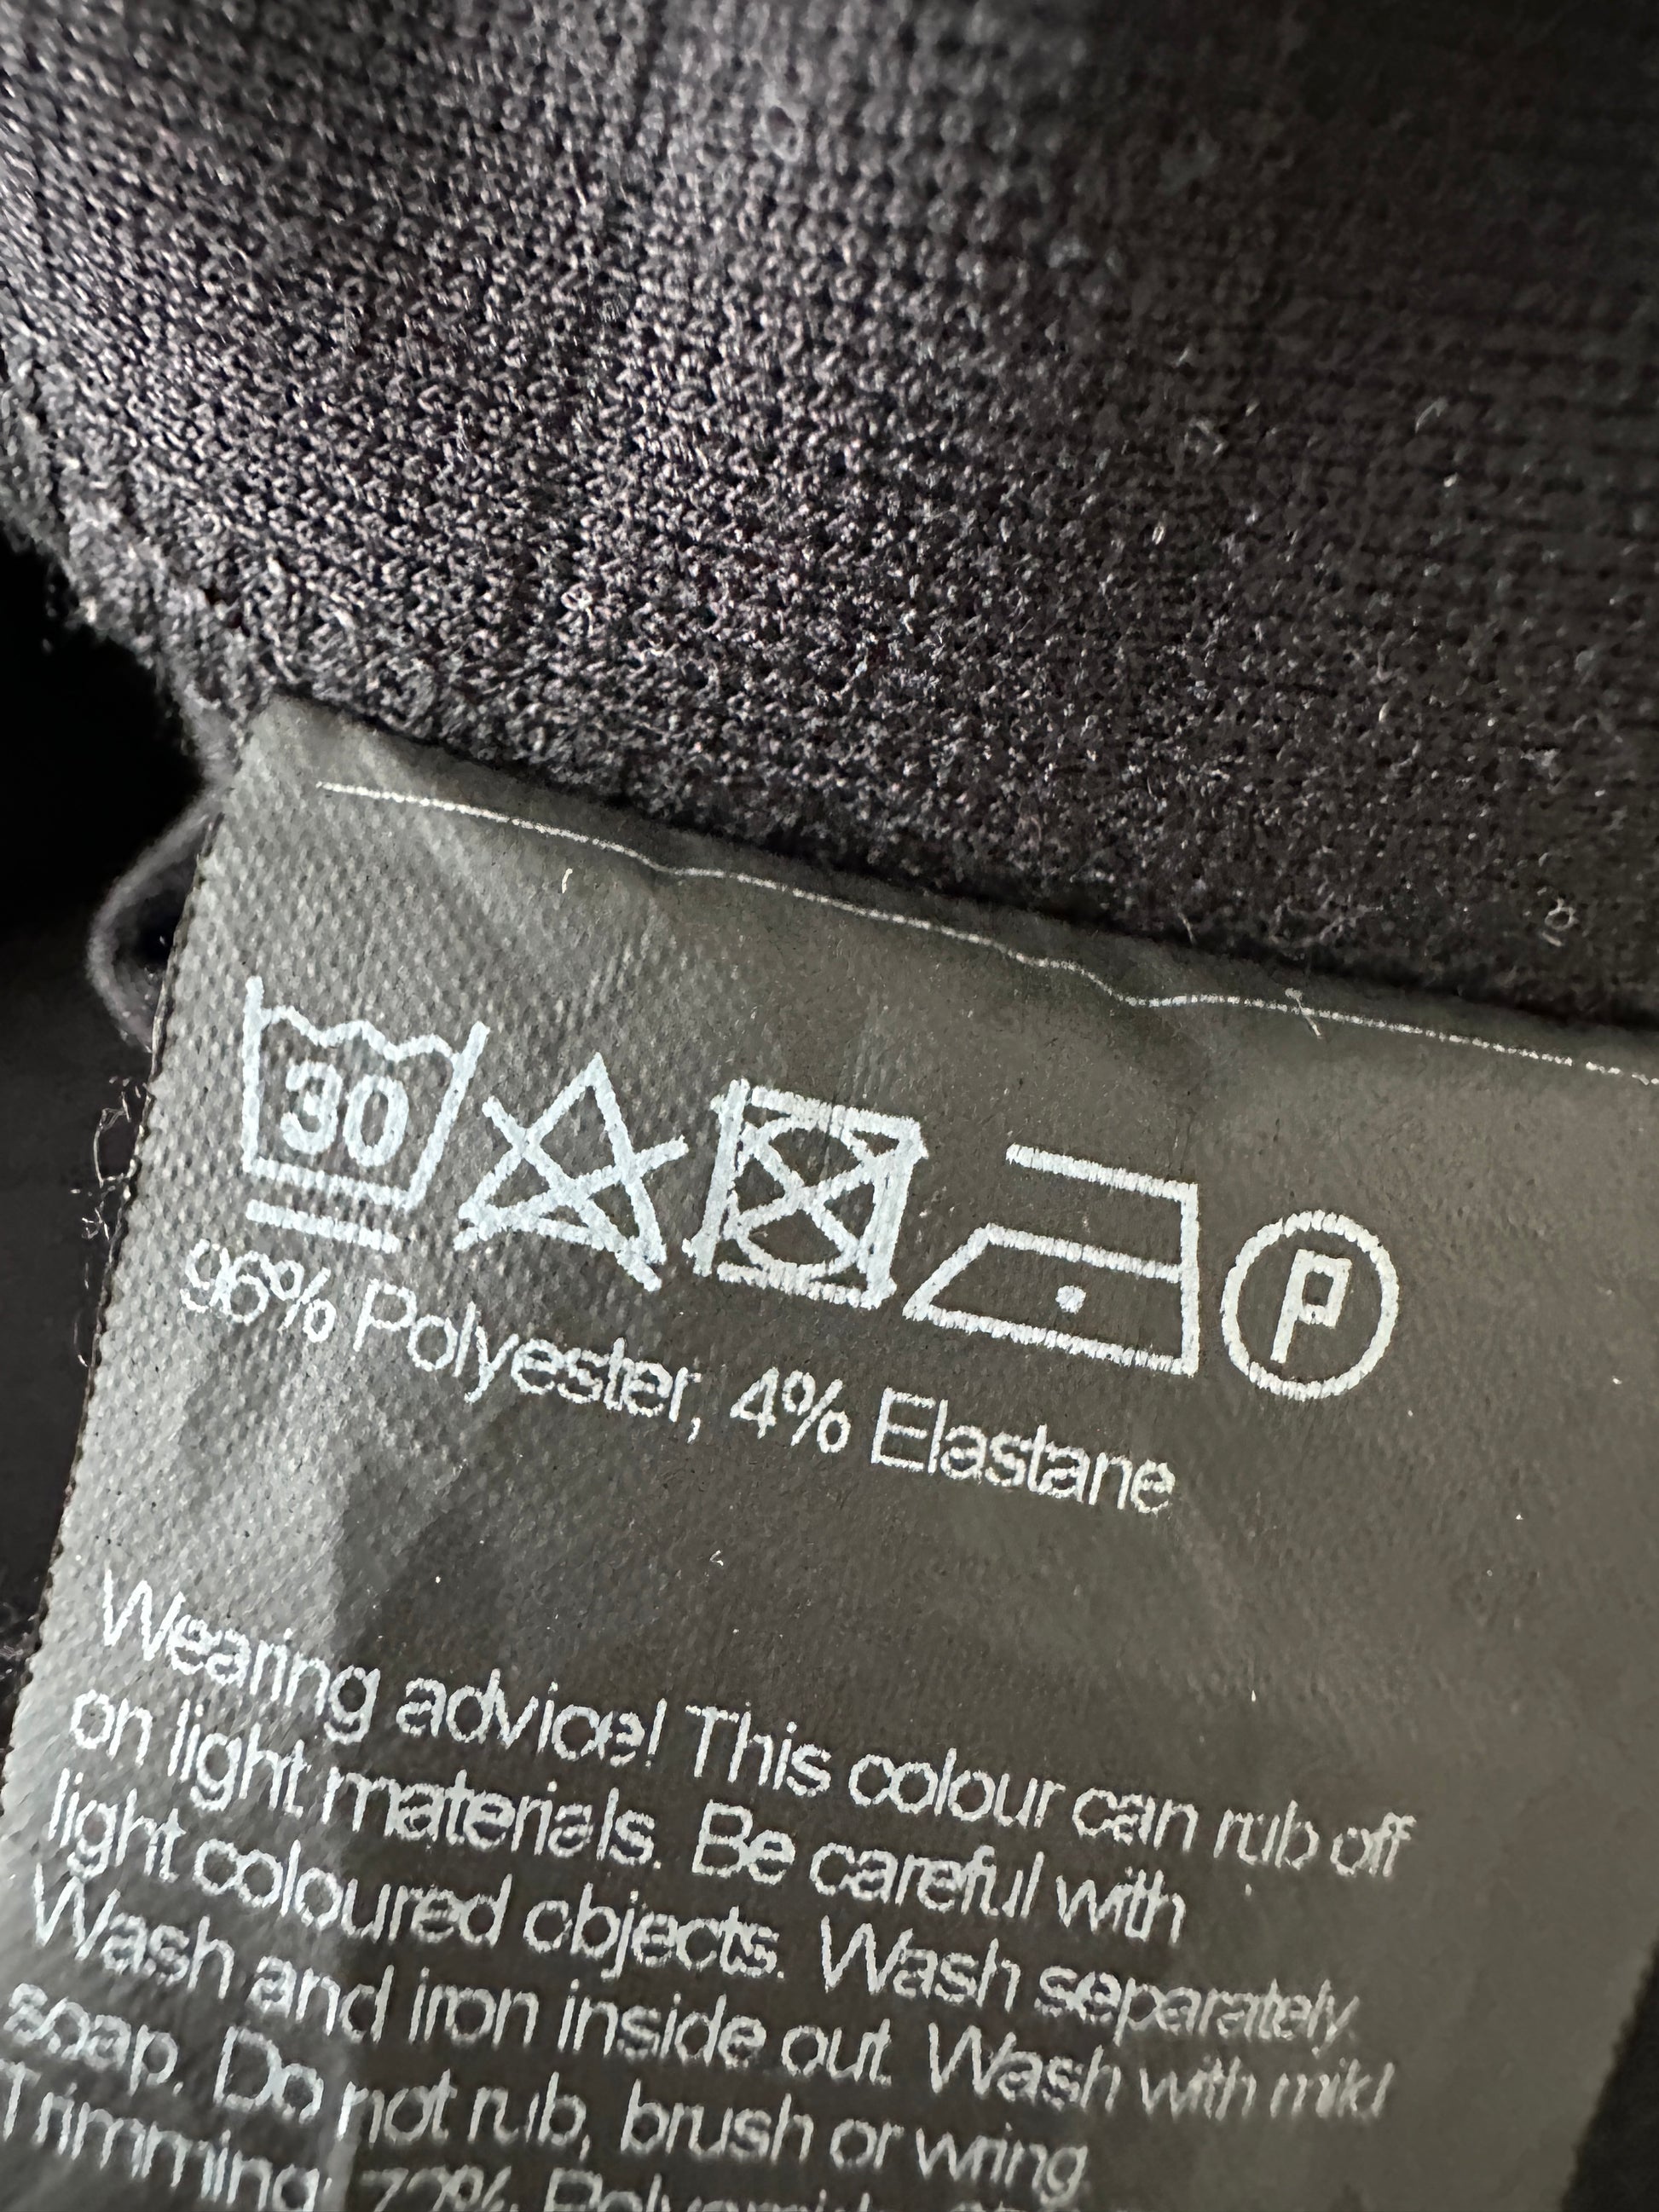 30
P
96% Polyester, 4% Elastane
Wearing advice! This colour can rub off
on light materials. Be careful with
light coloured objects. Wash separately.
Wash and iron inside out. Wash with mild
soap. Do not rub, brush or wring.
Trimming: 72%